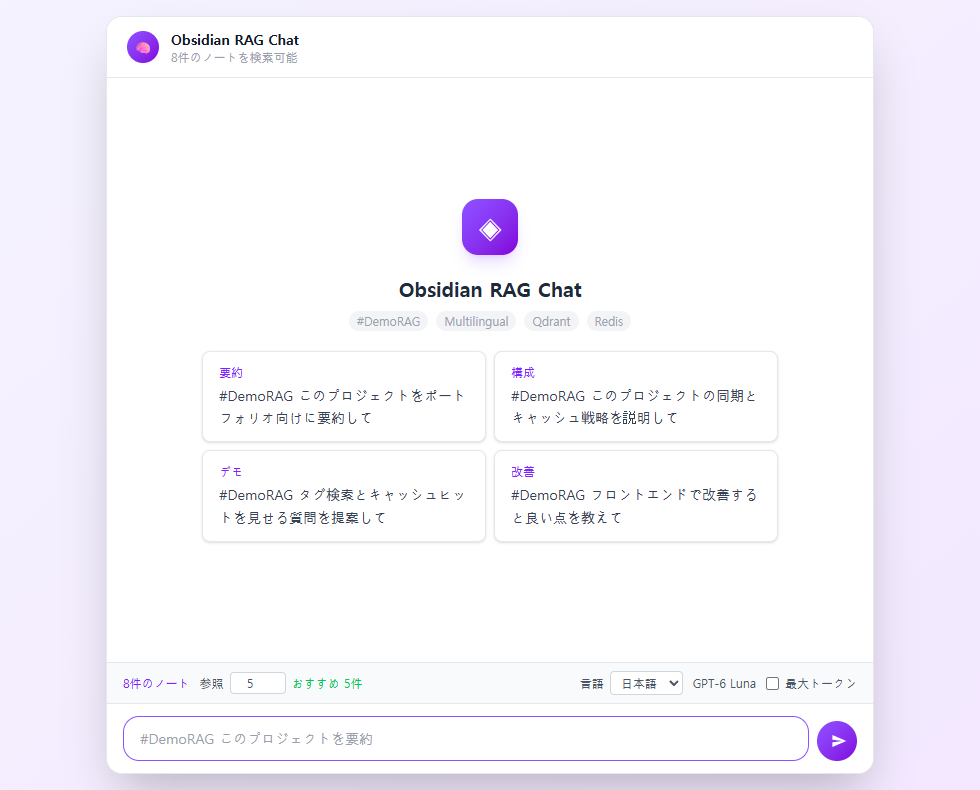 Obsidian RAG Chat
8件のノートを検索可能
Obsidian RAG Chat
#DemoRAG
Multilingual
Qdrant
Redis
要約
#DemoRAG このプロジェクトをポート
フォリオ向けに要約して
構成
#DemoRAG このプロジェクトの同期と
キャッシュ戦略を説明して
デモ
#DemoRAG タグ検索とキャッシュヒッ
トを見せる質問を提案して
改善
#DemoRAG フロントエンドで改善する
と良い点を教えて
8件のノート 参照 5 おすすめ 5件
言語 日本語 GPT-6 Luna 最大トークン
#DemoRAG このプロジェクトを要約